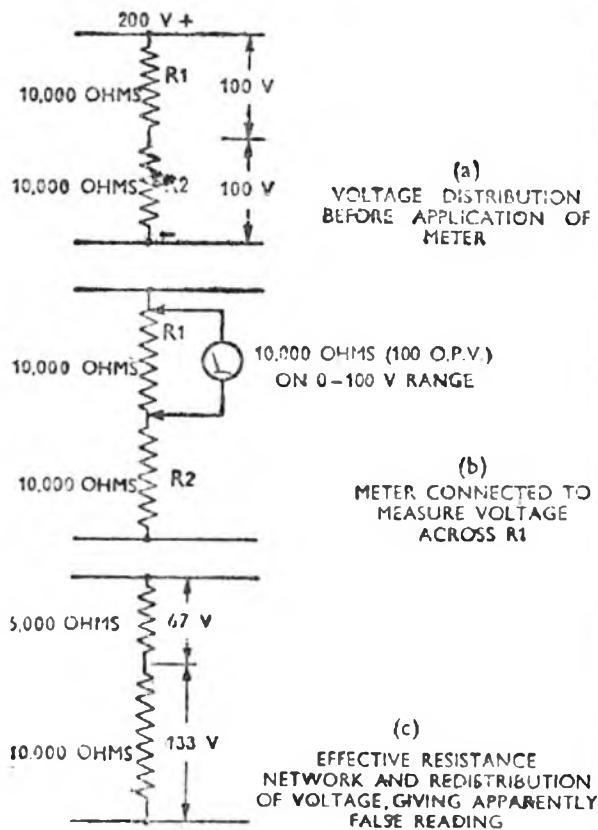 200 V +
R1
10,000 OHMS
100 V
10,000 OHMS
R2
100 V
−
(a)
VOLTAGE DISTRIBUTION
BEFORE APPLICATION OF
METER
R1
10,000 OHMS
10,000 OHMS (100 O.P.V.)
ON 0–100 V RANGE
R2
10,000 OHMS
(b)
METER CONNECTED TO
MEASURE VOLTAGE
ACROSS R1
5,000 OHMS
67 V
10,000 OHMS
133 V
(c)
EFFECTIVE RESISTANCE
NETWORK AND REDISTRIBUTION
OF VOLTAGE, GIVING APPARENTLY
FALSE READING